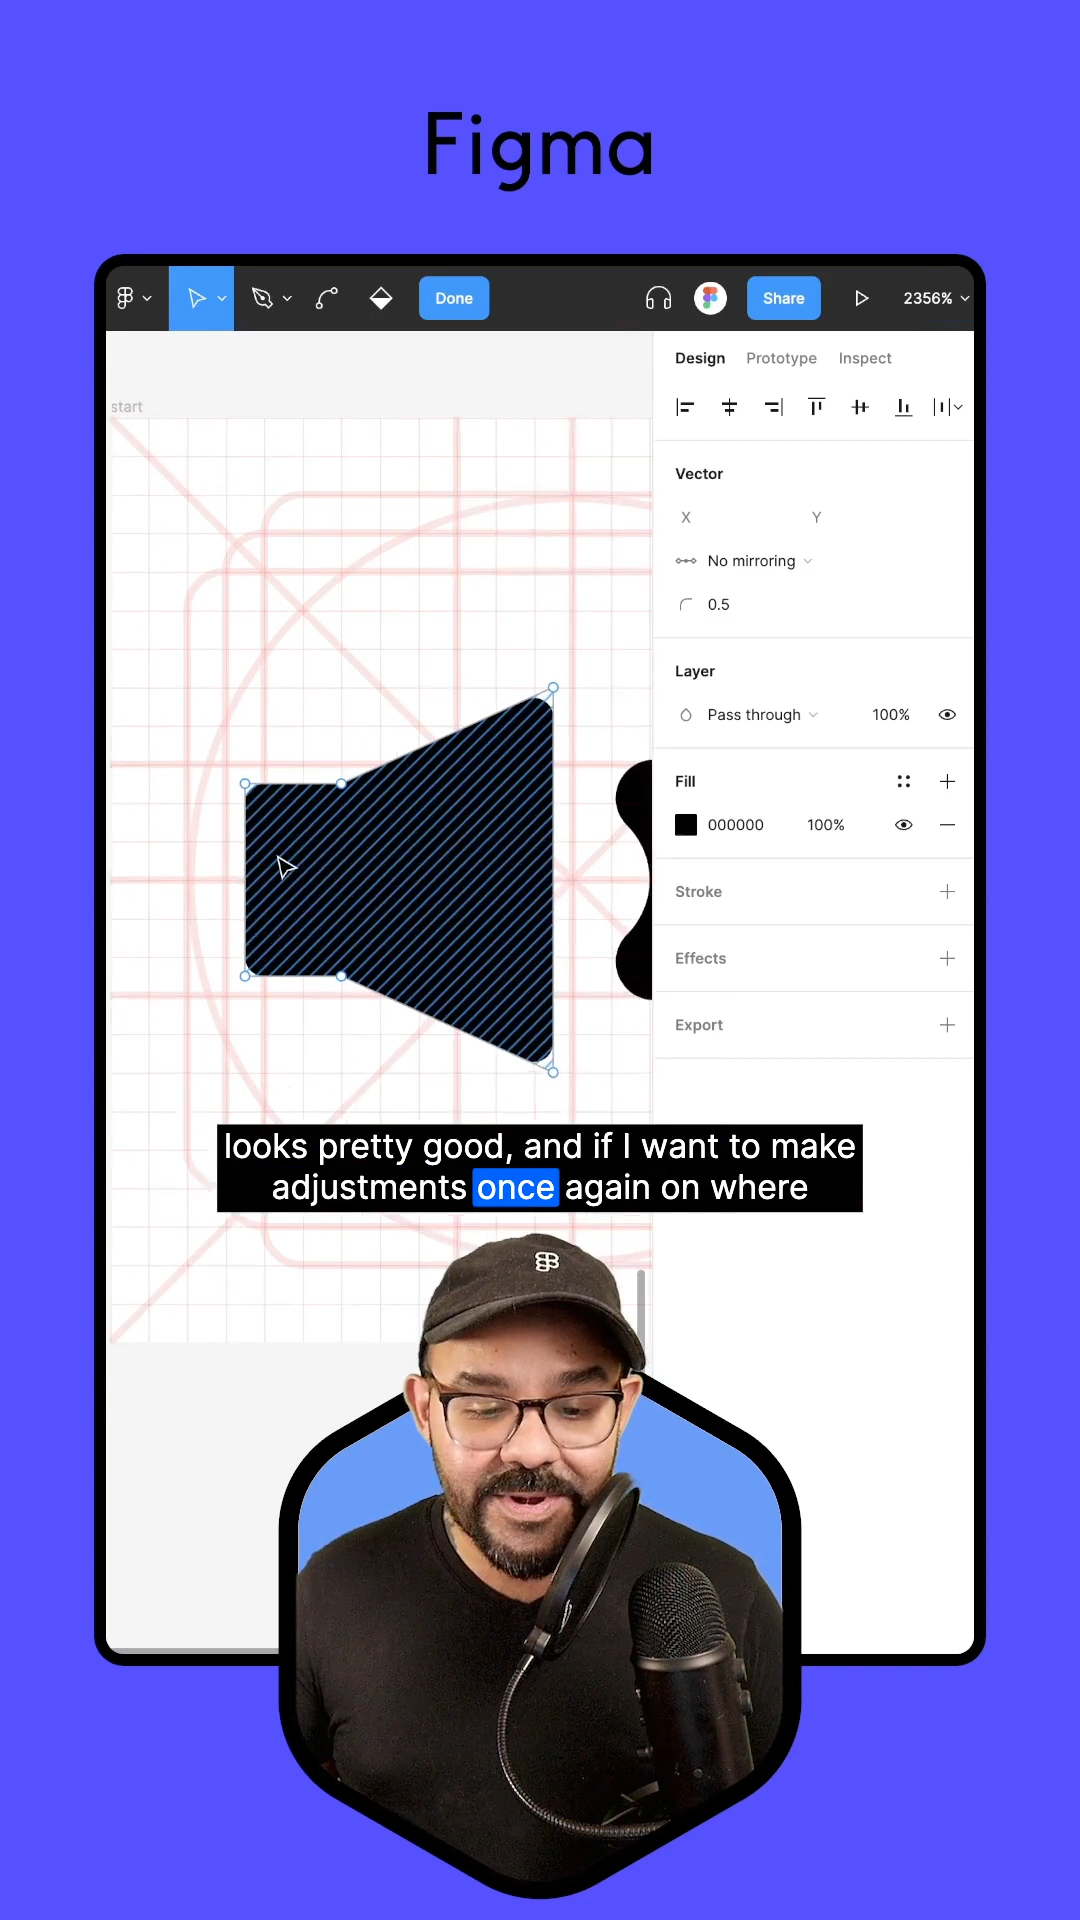 Figma
Done
Share
2356%
Design Prototype Inspect
start
Vector
X Y
No mirroring
0.5
Layer
Pass through 100%
Fill
000000 100%
Stroke
Effects
Export
looks pretty good, and if I want to make
adjustments once again on where